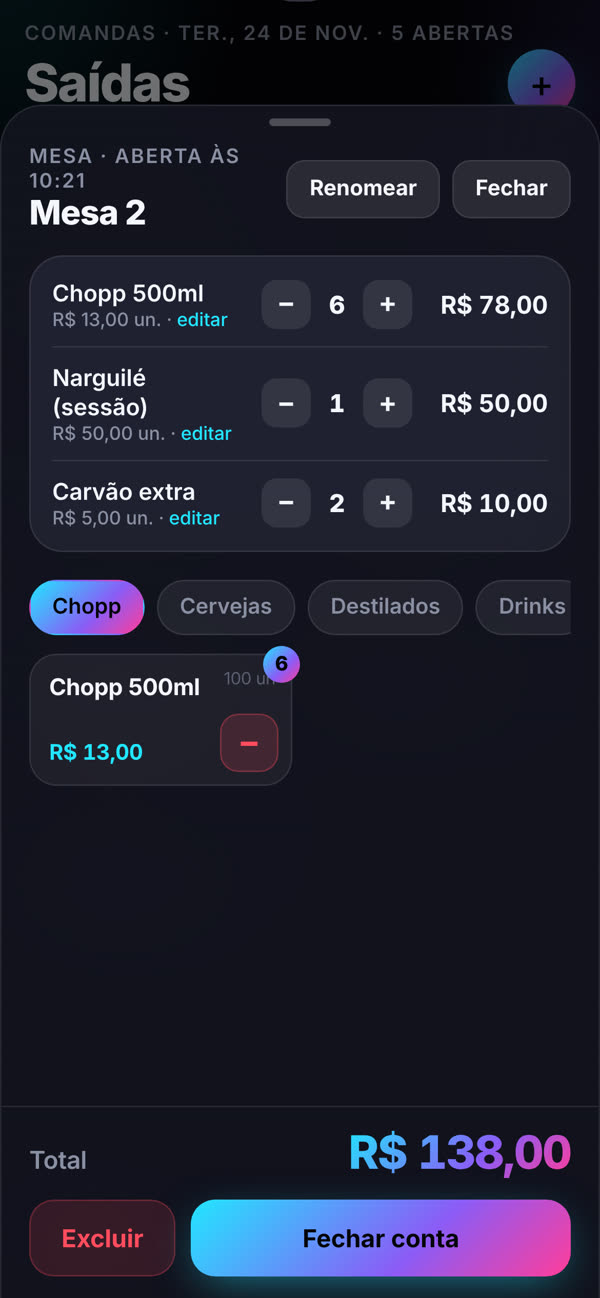 COMANDAS · TER., 24 DE NOV. · 5 ABERTAS
Saídas
+
MESA · ABERTA ÀS
10:21
Mesa 2
Renomear
Fechar
Chopp 500ml
R$ 13,00 un. · editar
− 6 + R$ 78,00
Narguilé
(sessão)
R$ 50,00 un. · editar
− 1 + R$ 50,00
Carvão extra
R$ 5,00 un. · editar
− 2 + R$ 10,00
Chopp Cervejas Destilados Drinks
6
Chopp 500ml 100 un
R$ 13,00 −
Total R$ 138,00
Excluir Fechar conta